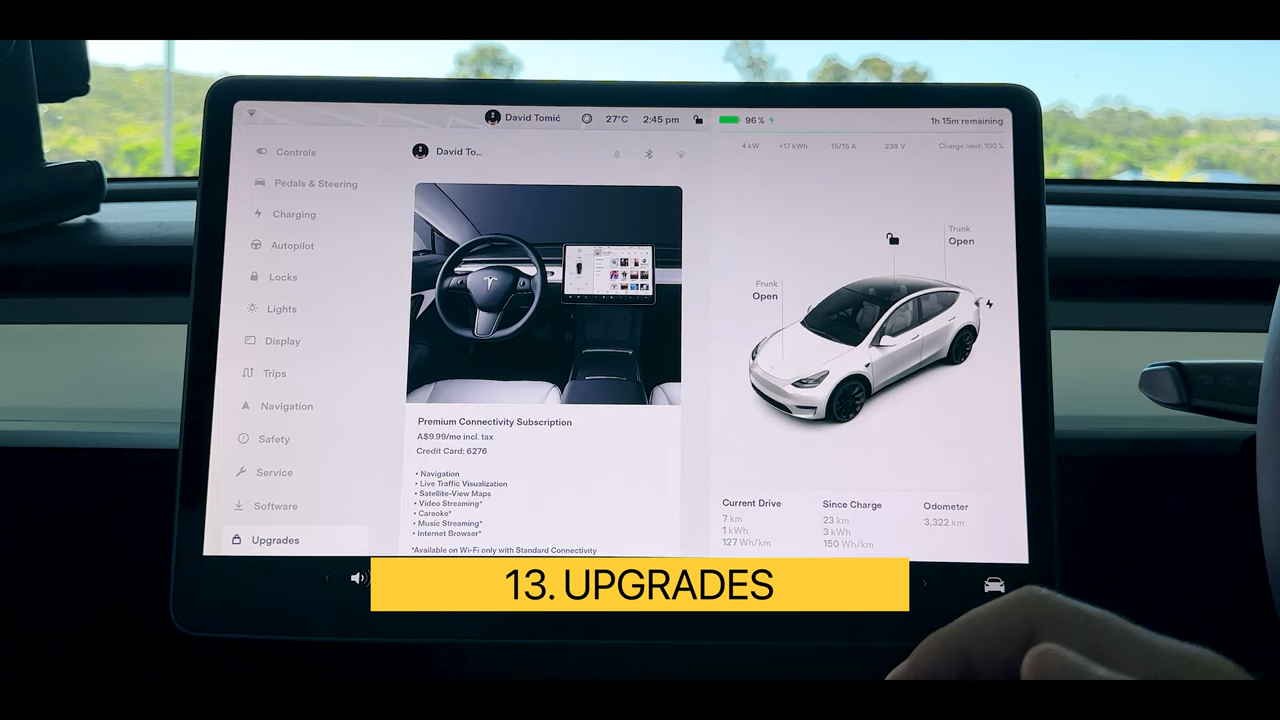 David Tomić 27°C 2:45 pm 96 % 1h 15m remaining
4 kW +17 kWh 15/15 A 239 V Charge limit: 100 %
Controls
Pedals & Steering
Charging
Autopilot
Locks
Lights
Display
Trips
Navigation
Safety
Service
Software
Upgrades
David To...
Premium Connectivity Subscription
A$9.99/mo incl. tax
Credit Card: 6276
• Navigation
• Live Traffic Visualization
• Satellite-View Maps
• Video Streaming*
• Caraoke*
• Music Streaming*
• Internet Browser*
*Available on Wi-Fi only with Standard Connectivity
Trunk
Open
Frunk
Open
Current Drive
7 km
1 kWh
127 Wh/km
Since Charge
23 km
3 kWh
150 Wh/km
Odometer
3,322 km
13. UPGRADES